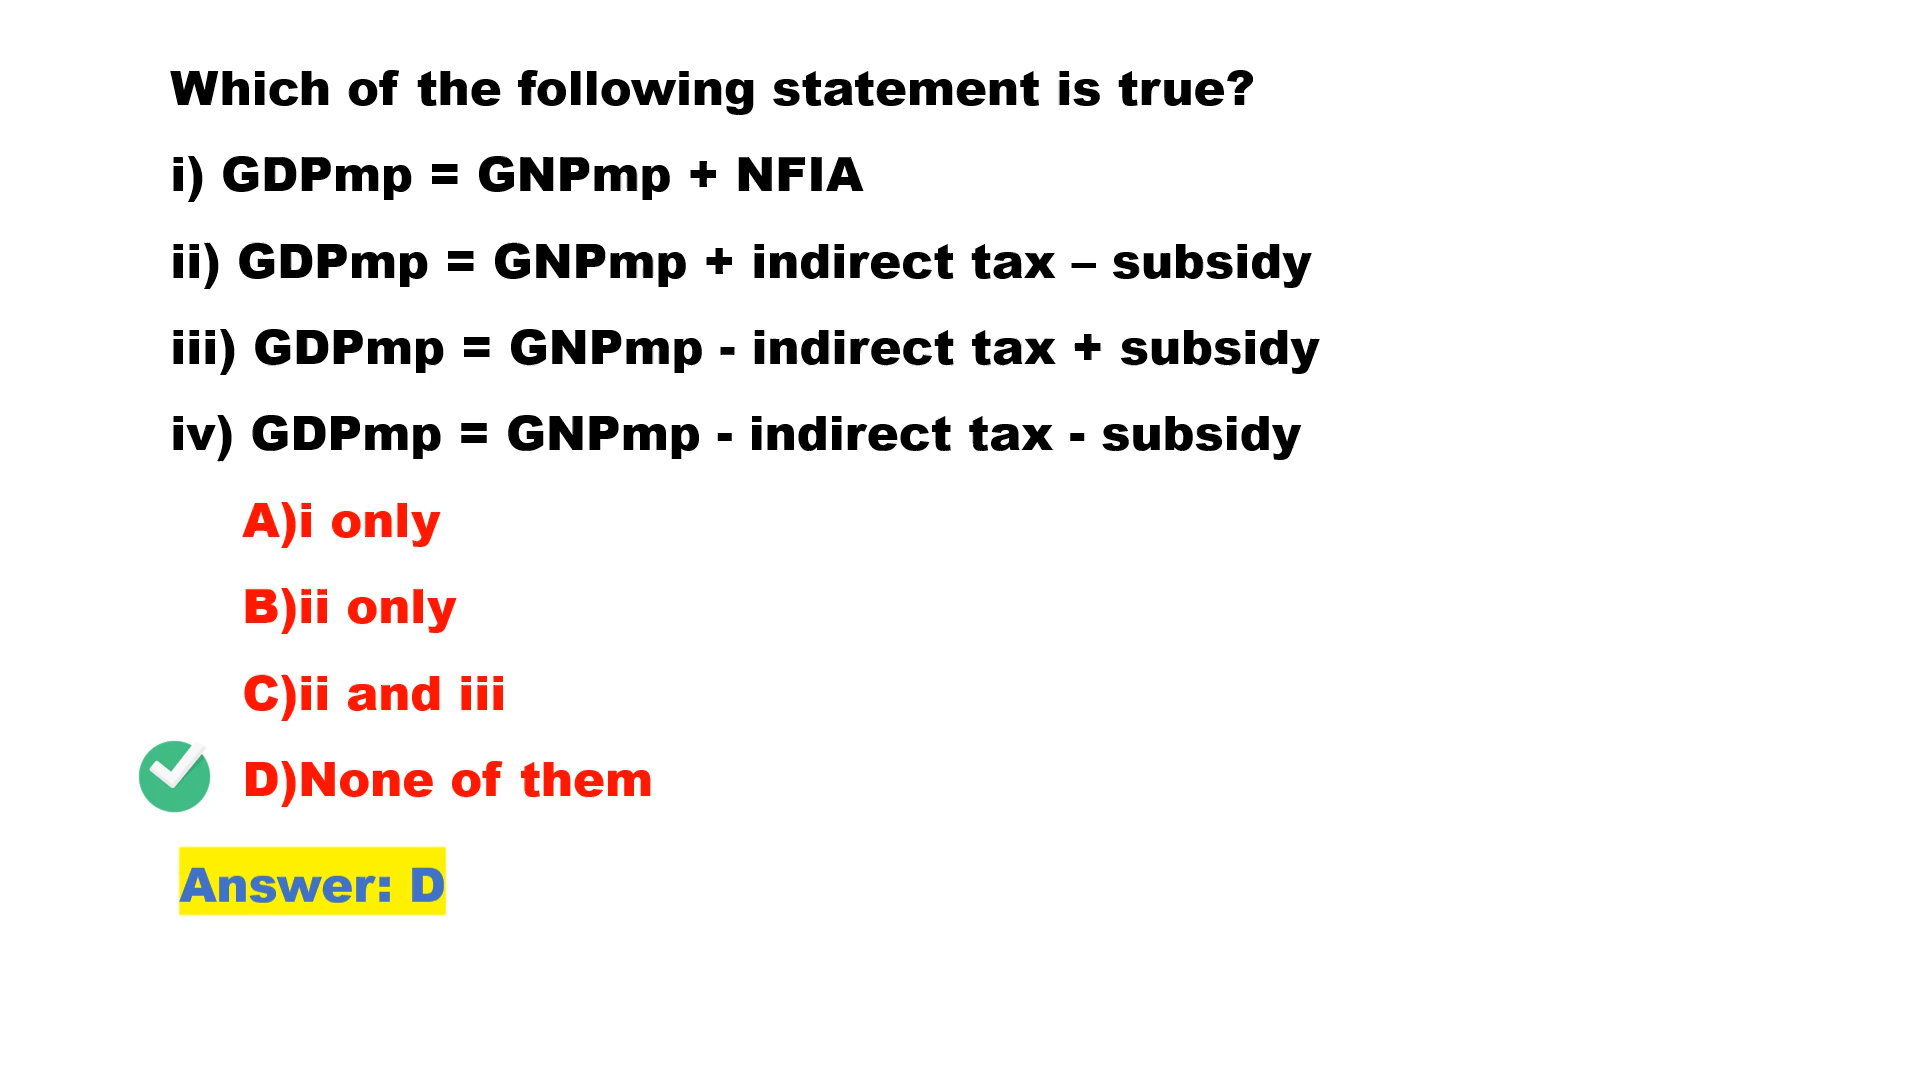 Which of the following statement is true?
i) GDPmp = GNPmp + NFIA
ii) GDPmp = GNPmp + indirect tax – subsidy
iii) GDPmp = GNPmp - indirect tax + subsidy
iv) GDPmp = GNPmp - indirect tax - subsidy
A)i only
B)ii only
C)ii and iii
D)None of them
Answer: D